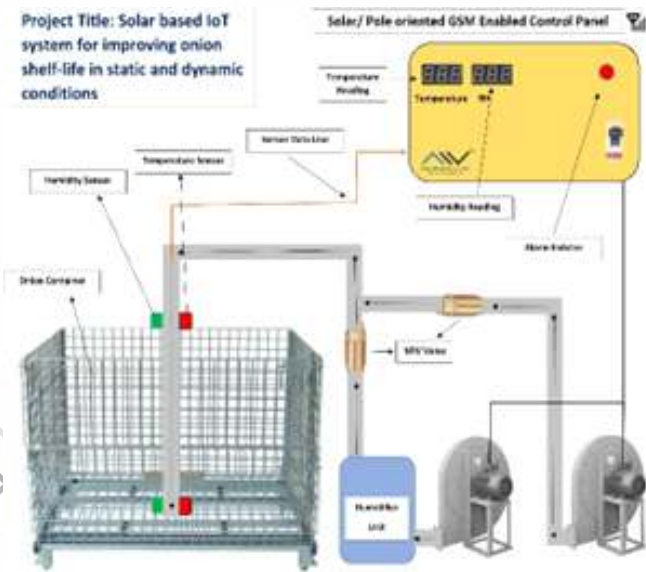 Project Title: Solar based IoT
system for improving onion
shelf-life in static and dynamic
conditions
Solar/ Pole oriented GSM Enabled Control Panel
Temperature
Reading
Temperature
RH
Sensor Data Line
Temperature Sensor
Humidity Sensor
Humidity Reading
Alarm Indicator
Onion Container
NRV Valve
Humidifier
Unit